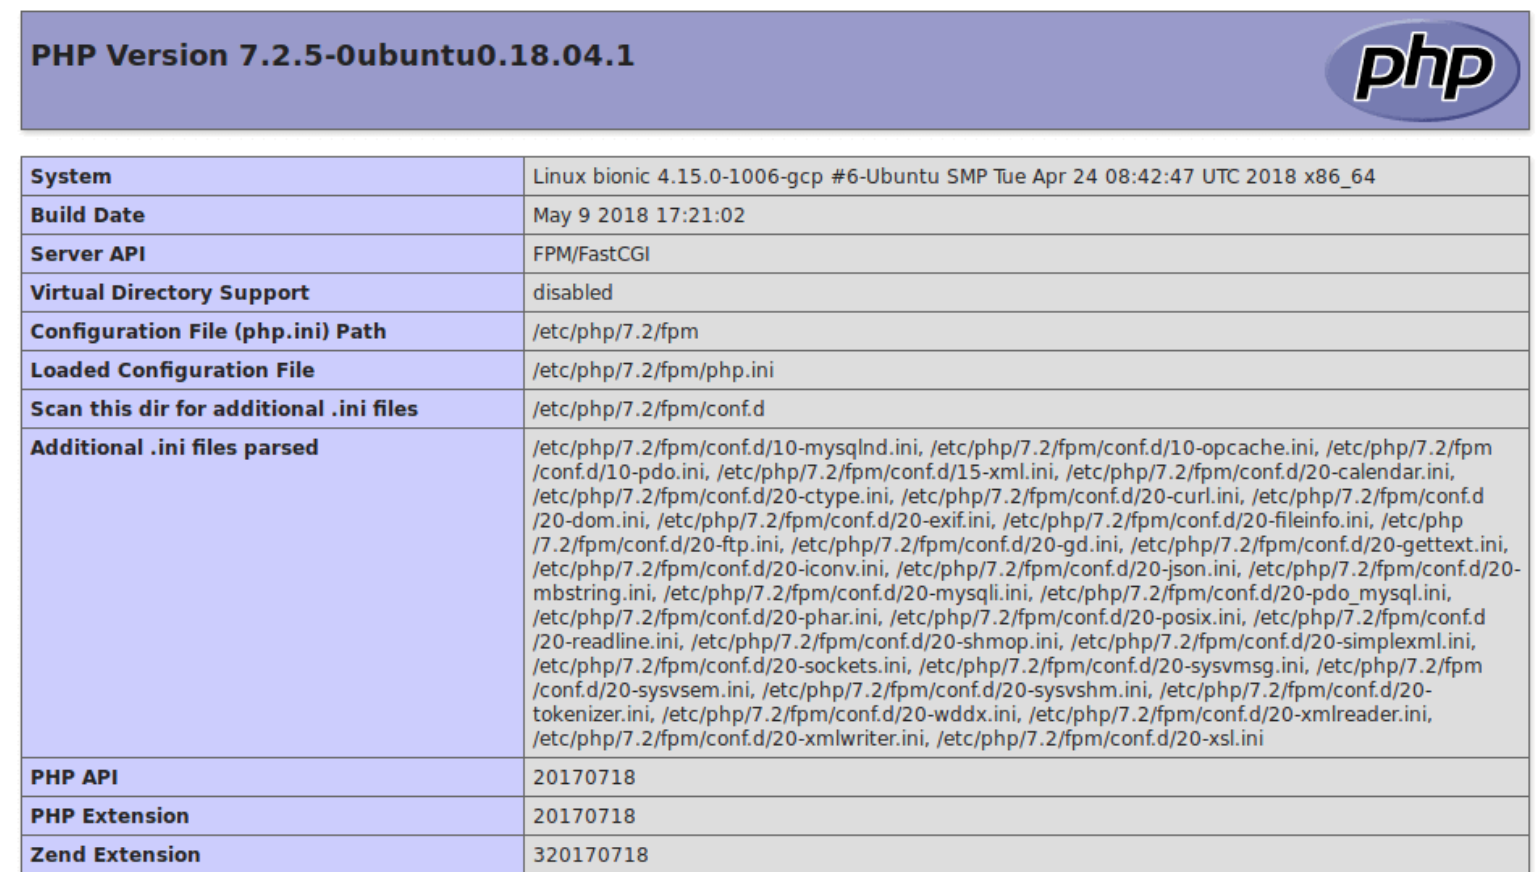 PHP Version 7.2.5-0ubuntu0.18.04.1
php
System Linux bionic 4.15.0-1006-gcp #6-Ubuntu SMP Tue Apr 24 08:42:47 UTC 2018 x86_64
Build Date May 9 2018 17:21:02
Server API FPM/FastCGI
Virtual Directory Support disabled
Configuration File (php.ini) Path /etc/php/7.2/fpm
Loaded Configuration File /etc/php/7.2/fpm/php.ini
Scan this dir for additional .ini files /etc/php/7.2/fpm/conf.d
Additional .ini files parsed /etc/php/7.2/fpm/conf.d/10-mysqlnd.ini, /etc/php/7.2/fpm/conf.d/10-opcache.ini, /etc/php/7.2/fpm
/conf.d/10-pdo.ini, /etc/php/7.2/fpm/conf.d/15-xml.ini, /etc/php/7.2/fpm/conf.d/20-calendar.ini,
/etc/php/7.2/fpm/conf.d/20-ctype.ini, /etc/php/7.2/fpm/conf.d/20-curl.ini, /etc/php/7.2/fpm/conf.d
/20-dom.ini, /etc/php/7.2/fpm/conf.d/20-exif.ini, /etc/php/7.2/fpm/conf.d/20-fileinfo.ini, /etc/php
/7.2/fpm/conf.d/20-ftp.ini, /etc/php/7.2/fpm/conf.d/20-gd.ini, /etc/php/7.2/fpm/conf.d/20-gettext.ini,
/etc/php/7.2/fpm/conf.d/20-iconv.ini, /etc/php/7.2/fpm/conf.d/20-json.ini, /etc/php/7.2/fpm/conf.d/20-
mbstring.ini, /etc/php/7.2/fpm/conf.d/20-mysqli.ini, /etc/php/7.2/fpm/conf.d/20-pdo_mysql.ini,
/etc/php/7.2/fpm/conf.d/20-phar.ini, /etc/php/7.2/fpm/conf.d/20-posix.ini, /etc/php/7.2/fpm/conf.d
/20-readline.ini, /etc/php/7.2/fpm/conf.d/20-shmop.ini, /etc/php/7.2/fpm/conf.d/20-simplexml.ini,
/etc/php/7.2/fpm/conf.d/20-sockets.ini, /etc/php/7.2/fpm/conf.d/20-sysvmsg.ini, /etc/php/7.2/fpm
/conf.d/20-sysvsem.ini, /etc/php/7.2/fpm/conf.d/20-sysvshm.ini, /etc/php/7.2/fpm/conf.d/20-
tokenizer.ini, /etc/php/7.2/fpm/conf.d/20-wddx.ini, /etc/php/7.2/fpm/conf.d/20-xmlreader.ini,
/etc/php/7.2/fpm/conf.d/20-xmlwriter.ini, /etc/php/7.2/fpm/conf.d/20-xsl.ini
PHP API 20170718
PHP Extension 20170718
Zend Extension 320170718